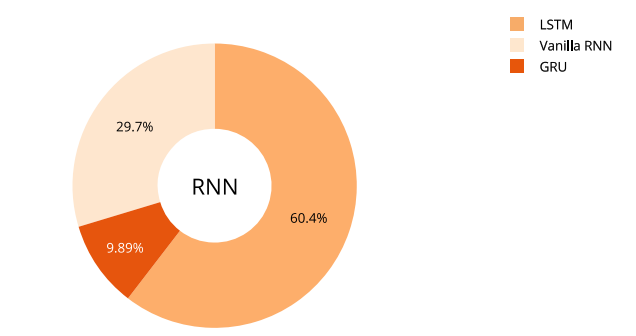 LSTM
Vanilla RNN
GRU
29.7%
RNN
60.4%
9.89%